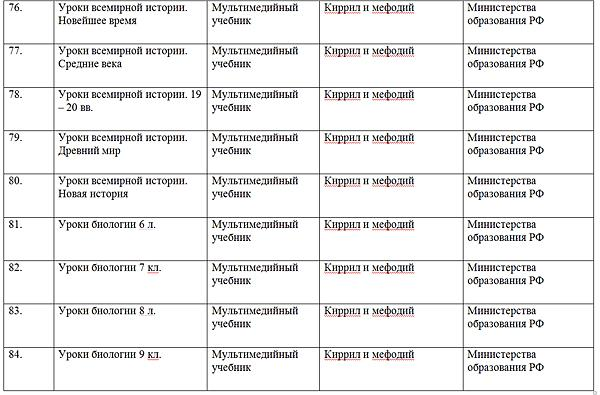 76. Уроки всемирной истории. Мультимедийный Киррил и мефодий Министерства
Новейшее время учебник образования РФ
77. Уроки всемирной истории. Мультимедийный Киррил и мефодий Министерства
Средние века учебник образования РФ
78. Уроки всемирной истории. 19 Мультимедийный Киррил и мефодий Министерства
– 20 вв. учебник образования РФ
79. Уроки всемирной истории. Мультимедийный Киррил и мефодий Министерства
Древний мир учебник образования РФ
80. Уроки всемирной истории. Мультимедийный Киррил и мефодий Министерства
Новая история учебник образования РФ
81. Уроки биологии 6 л. Мультимедийный Киррил и мефодий Министерства
учебник образования РФ
82. Уроки биологии 7 кл. Мультимедийный Киррил и мефодий Министерства
учебник образования РФ
83. Уроки биологии 8 л. Мультимедийный Киррил и мефодий Министерства
учебник образования РФ
84. Уроки биологии 9 кл. Мультимедийный Киррил и мефодий Министерства
учебник образования РФ